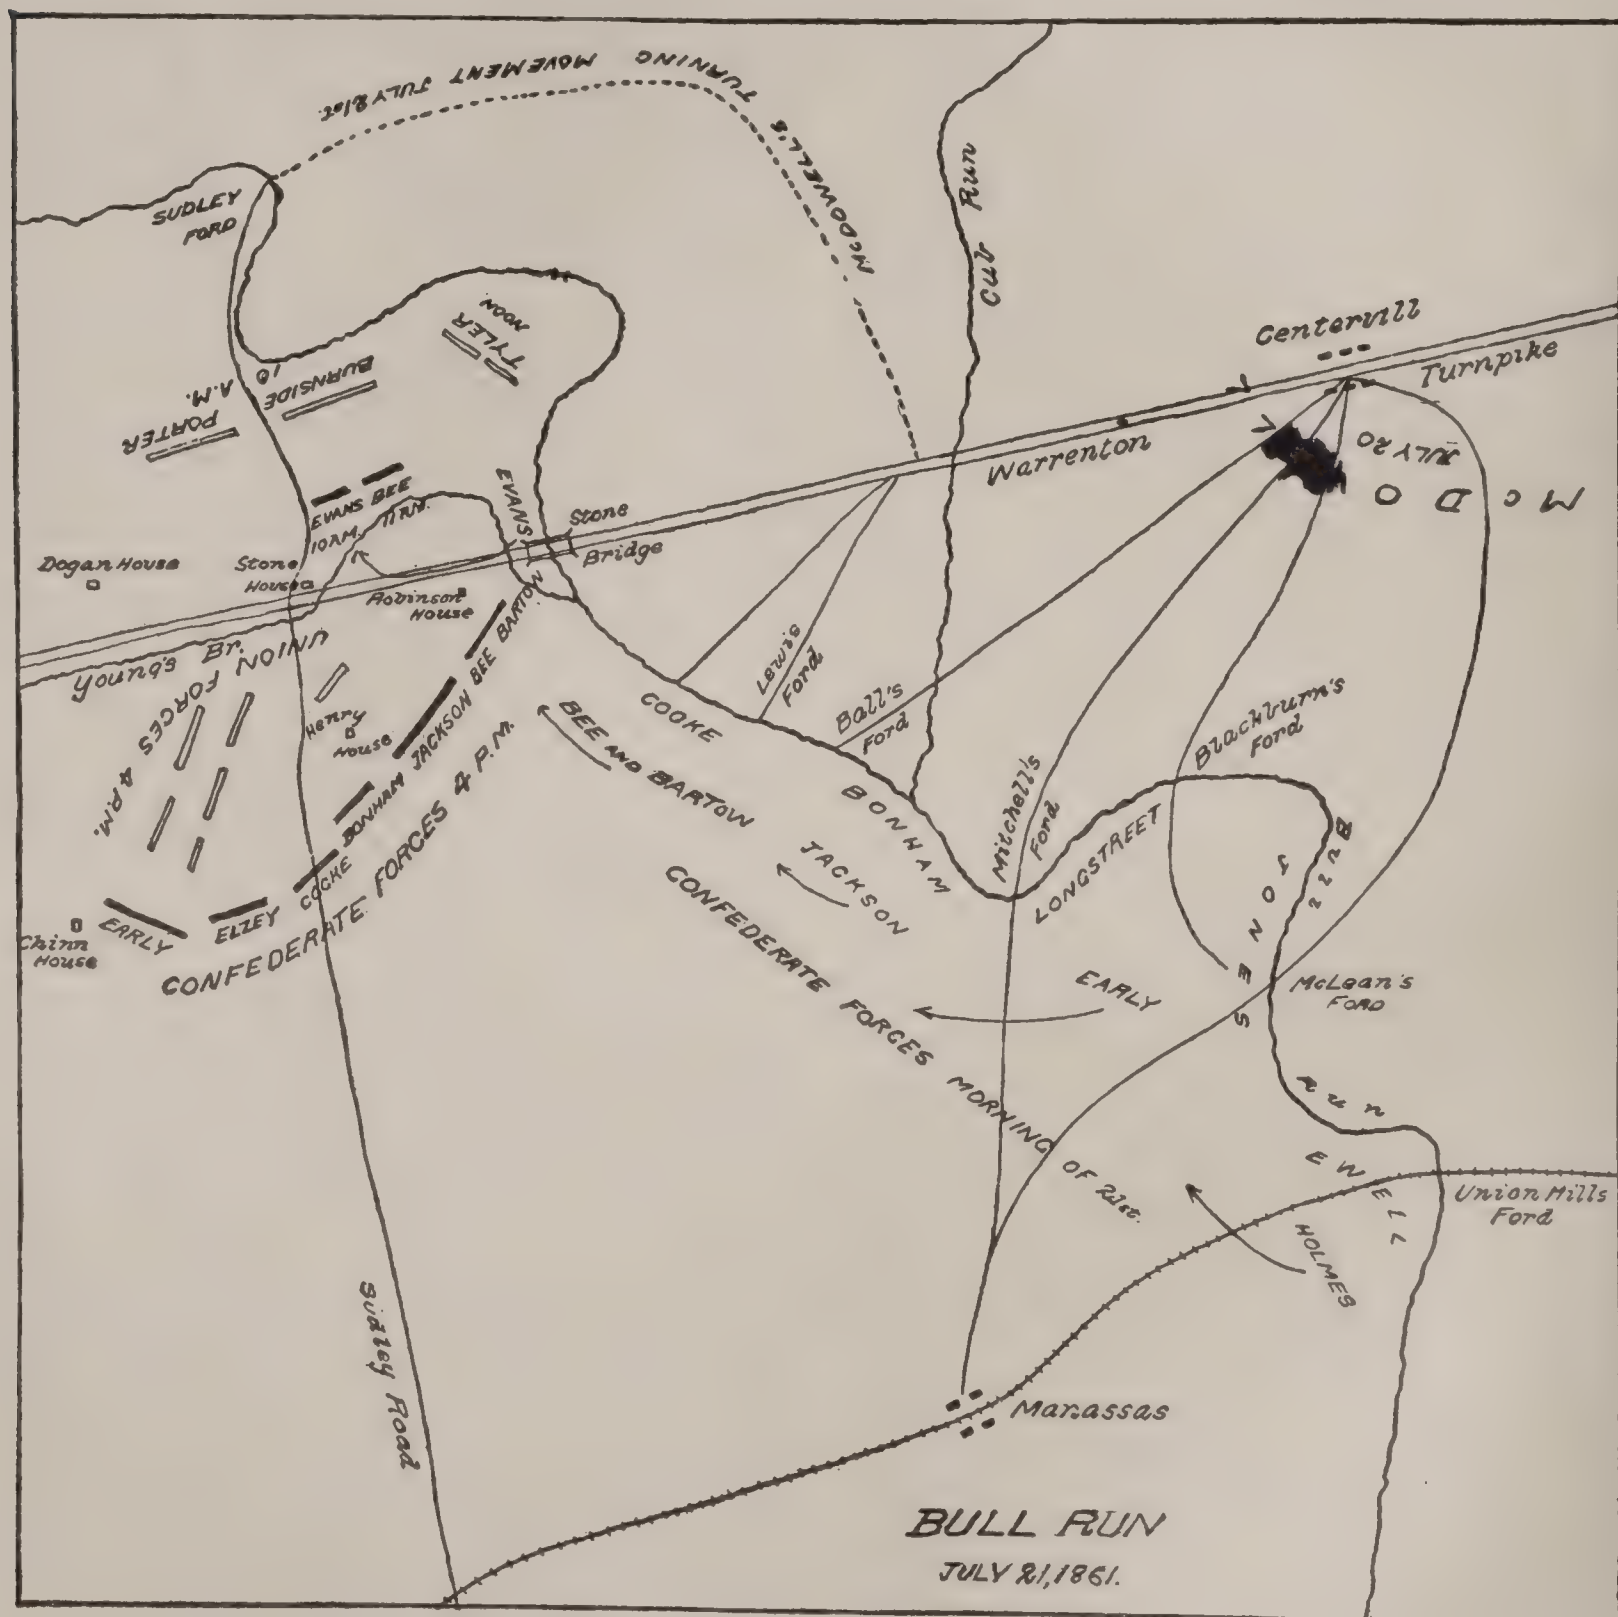 McDOWELL'S TURNING MOVEMENT JULY 21st.
Cub Run
SUDLEY
FORD
TYLER
NOON
BURNSIDE
PORTER
10 A.M.
Centervill
Turnpike
Warrenton
JULY 20
McDO
EVANS
BEE
10 A.M.
11 A.M.
EVANS
Stone
Bridge
Dogan House
Stone
House
Robinson
House
Young's Br.
UNION FORCES 4 P.M.
Henry
House
BARTOW
BEE
JACKSON
BONHAM
COCKE
ELZEY
EARLY
CONFEDERATE FORCES 4 P.M.
Chinn
House
COOKE
Lewis
Ford
Ball's
Ford
BEE AND BARTOW
BONHAM
Mitchell's
Ford
Blackburn's
Ford
LONGSTREET
JACKSON
JONES
Bull
Run
EARLY
McLean's
FORD
CONFEDERATE FORCES MORNING OF 21st.
EWELL
Union Mills
Ford
HOLMES
Sudley Road
Manassas
BULL RUN
JULY 21, 1861.